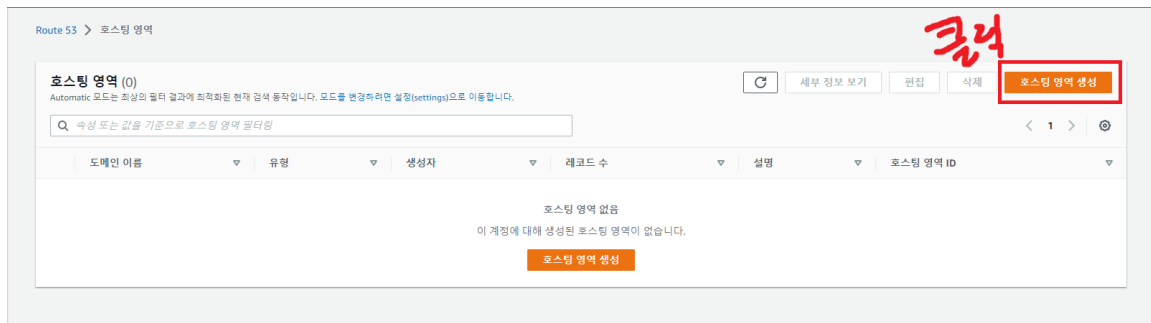 Route 53 > 호스팅 영역
클릭
호스팅 영역 (0)
세부 정보 보기 편집 삭제 호스팅 영역 생성
Automatic 모드는 최상의 필터 결과에 최적화된 현재 검색 동작입니다. 모드를 변경하려면 설정(settings)으로 이동합니다.
속성 또는 값을 기준으로 호스팅 영역 필터링
< 1 >
도메인 이름 유형 생성자 레코드 수 설명 호스팅 영역 ID
호스팅 영역 없음
이 계정에 대해 생성된 호스팅 영역이 없습니다.
호스팅 영역 생성